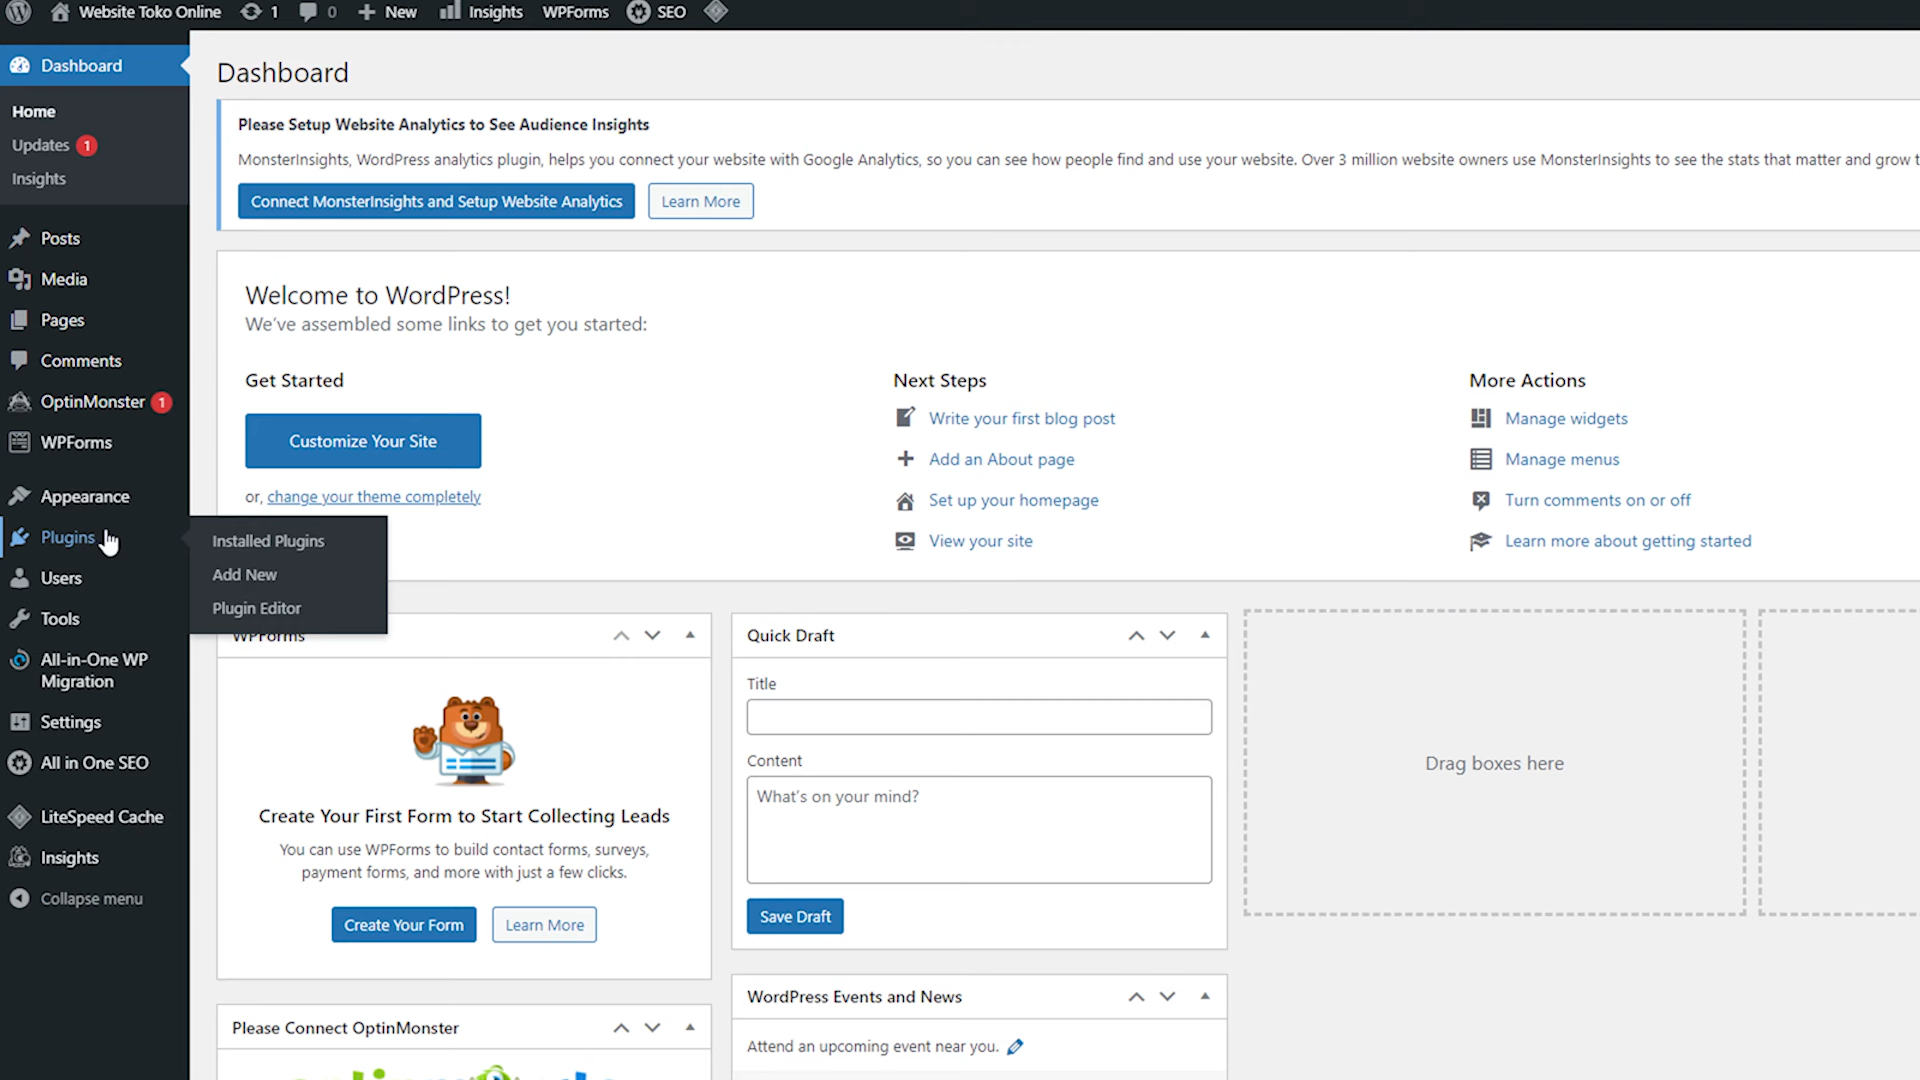 Website Toko Online
1
0
New
Insights
WPForms
SEO
Dashboard
Home
Updates 1
Insights
Posts
Media
Pages
Comments
OptinMonster 1
WPForms
Appearance
Plugins
Users
Tools
All-in-One WP
Migration
Settings
All in One SEO
LiteSpeed Cache
Insights
Collapse menu
Installed Plugins
Add New
Plugin Editor
Dashboard
Please Setup Website Analytics to See Audience Insights
MonsterInsights, WordPress analytics plugin, helps you connect your website with Google Analytics, so you can see how people find and use your website. Over 3 million website owners use MonsterInsights to see the stats that matter and grow
Connect MonsterInsights and Setup Website Analytics
Learn More
Welcome to WordPress!
We've assembled some links to get you started:
Get Started
Customize Your Site
or, change your theme completely
Next Steps
Write your first blog post
Add an About page
Set up your homepage
View your site
More Actions
Manage widgets
Manage menus
Turn comments on or off
Learn more about getting started
WPForms
Create Your First Form to Start Collecting Leads
You can use WPForms to build contact forms, surveys,
payment forms, and more with just a few clicks.
Create Your Form
Learn More
Please Connect OptinMonster
Quick Draft
Title
Content
What's on your mind?
Save Draft
WordPress Events and News
Attend an upcoming event near you.
Drag boxes here